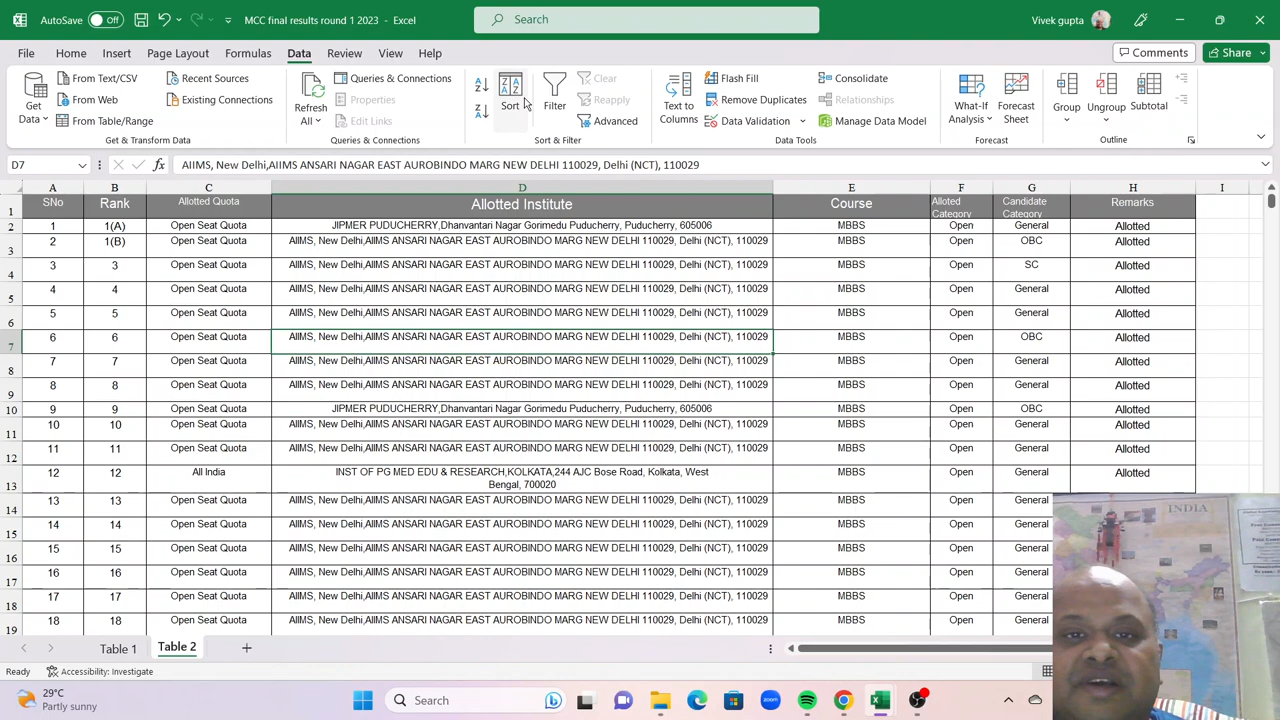 AutoSave Off MCC final results round 1 2023 - Excel Search Vivek gupta
File Home Insert Page Layout Formulas Data Review View Help Comments Share
From Text/CSV Recent Sources
From Web Existing Connections
From Table/Range
Get Data
Get & Transform Data
Refresh All
Queries & Connections
Properties
Edit Links
Queries & Connections
Sort
Filter
Clear
Reapply
Advanced
Sort & Filter
Text to Columns
Flash Fill
Remove Duplicates
Data Validation
Consolidate
Relationships
Manage Data Model
Data Tools
What-If Analysis
Forecast Sheet
Forecast
Group
Ungroup
Subtotal
Outline
D7 fx AIIMS, New Delhi,AIIMS ANSARI NAGAR EAST AUROBINDO MARG NEW DELHI 110029, Delhi (NCT), 110029
A B C D E F G H I
1 SNo Rank Allotted Quota Allotted Institute Course Alloted Category Candidate Category Remarks
2 1 1(A) Open Seat Quota JIPMER PUDUCHERRY,Dhanvantari Nagar Gorimedu Puducherry, Puducherry, 605006 MBBS Open General Allotted
3 2 1(B) Open Seat Quota AIIMS, New Delhi,AIIMS ANSARI NAGAR EAST AUROBINDO MARG NEW DELHI 110029, Delhi (NCT), 110029 MBBS Open OBC Allotted
4 3 3 Open Seat Quota AIIMS, New Delhi,AIIMS ANSARI NAGAR EAST AUROBINDO MARG NEW DELHI 110029, Delhi (NCT), 110029 MBBS Open SC Allotted
5 4 4 Open Seat Quota AIIMS, New Delhi,AIIMS ANSARI NAGAR EAST AUROBINDO MARG NEW DELHI 110029, Delhi (NCT), 110029 MBBS Open General Allotted
6 5 5 Open Seat Quota AIIMS, New Delhi,AIIMS ANSARI NAGAR EAST AUROBINDO MARG NEW DELHI 110029, Delhi (NCT), 110029 MBBS Open General Allotted
7 6 6 Open Seat Quota AIIMS, New Delhi,AIIMS ANSARI NAGAR EAST AUROBINDO MARG NEW DELHI 110029, Delhi (NCT), 110029 MBBS Open OBC Allotted
8 7 7 Open Seat Quota AIIMS, New Delhi,AIIMS ANSARI NAGAR EAST AUROBINDO MARG NEW DELHI 110029, Delhi (NCT), 110029 MBBS Open General Allotted
9 8 8 Open Seat Quota AIIMS, New Delhi,AIIMS ANSARI NAGAR EAST AUROBINDO MARG NEW DELHI 110029, Delhi (NCT), 110029 MBBS Open General Allotted
10 9 9 Open Seat Quota JIPMER PUDUCHERRY,Dhanvantari Nagar Gorimedu Puducherry, Puducherry, 605006 MBBS Open OBC Allotted
11 10 10 Open Seat Quota AIIMS, New Delhi,AIIMS ANSARI NAGAR EAST AUROBINDO MARG NEW DELHI 110029, Delhi (NCT), 110029 MBBS Open General Allotted
12 11 11 Open Seat Quota AIIMS, New Delhi,AIIMS ANSARI NAGAR EAST AUROBINDO MARG NEW DELHI 110029, Delhi (NCT), 110029 MBBS Open General Allotted
13 12 12 All India INST OF PG MED EDU & RESEARCH,KOLKATA,244 AJC Bose Road, Kolkata, West Bengal, 700020 MBBS Open General Allotted
14 13 13 Open Seat Quota AIIMS, New Delhi,AIIMS ANSARI NAGAR EAST AUROBINDO MARG NEW DELHI 110029, Delhi (NCT), 110029 MBBS Open General
15 14 14 Open Seat Quota AIIMS, New Delhi,AIIMS ANSARI NAGAR EAST AUROBINDO MARG NEW DELHI 110029, Delhi (NCT), 110029 MBBS Open General
16 15 15 Open Seat Quota AIIMS, New Delhi,AIIMS ANSARI NAGAR EAST AUROBINDO MARG NEW DELHI 110029, Delhi (NCT), 110029 MBBS Open General
17 16 16 Open Seat Quota AIIMS, New Delhi,AIIMS ANSARI NAGAR EAST AUROBINDO MARG NEW DELHI 110029, Delhi (NCT), 110029 MBBS Open General
18 17 17 Open Seat Quota AIIMS, New Delhi,AIIMS ANSARI NAGAR EAST AUROBINDO MARG NEW DELHI 110029, Delhi (NCT), 110029 MBBS Open General
19 18 18 Open Seat Quota AIIMS, New Delhi,AIIMS ANSARI NAGAR EAST AUROBINDO MARG NEW DELHI 110029, Delhi (NCT), 110029 MBBS Open General
INDIA
Table 1 Table 2
Ready Accessibility: Investigate
29°C
Partly sunny
Search